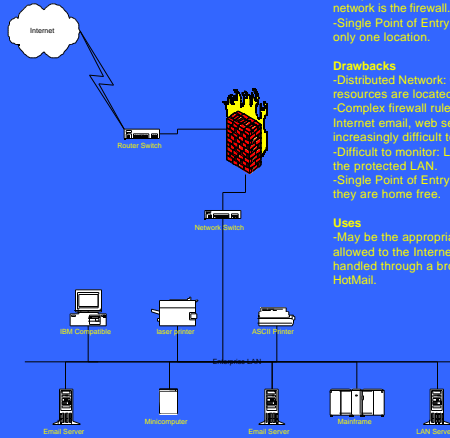 network is the firewall.
-Single Point of Entry
only one location.
Drawbacks
-Distributed Network:
resources are located
-Complex firewall rule
Internet email, web se
increasingly difficult t
-Difficult to monitor: L
the protected LAN.
-Single Point of Entry
they are home free.
Uses
-May be the appropria
allowed to the Internet
handled through a bro
HotMail.
Internet
Router Switch
Network Switch
IBM Compatible
laser printer
ASCII Printer
Enterprise LAN
Email Server
Minicomputer
Email Server
Mainframe
LAN Serve